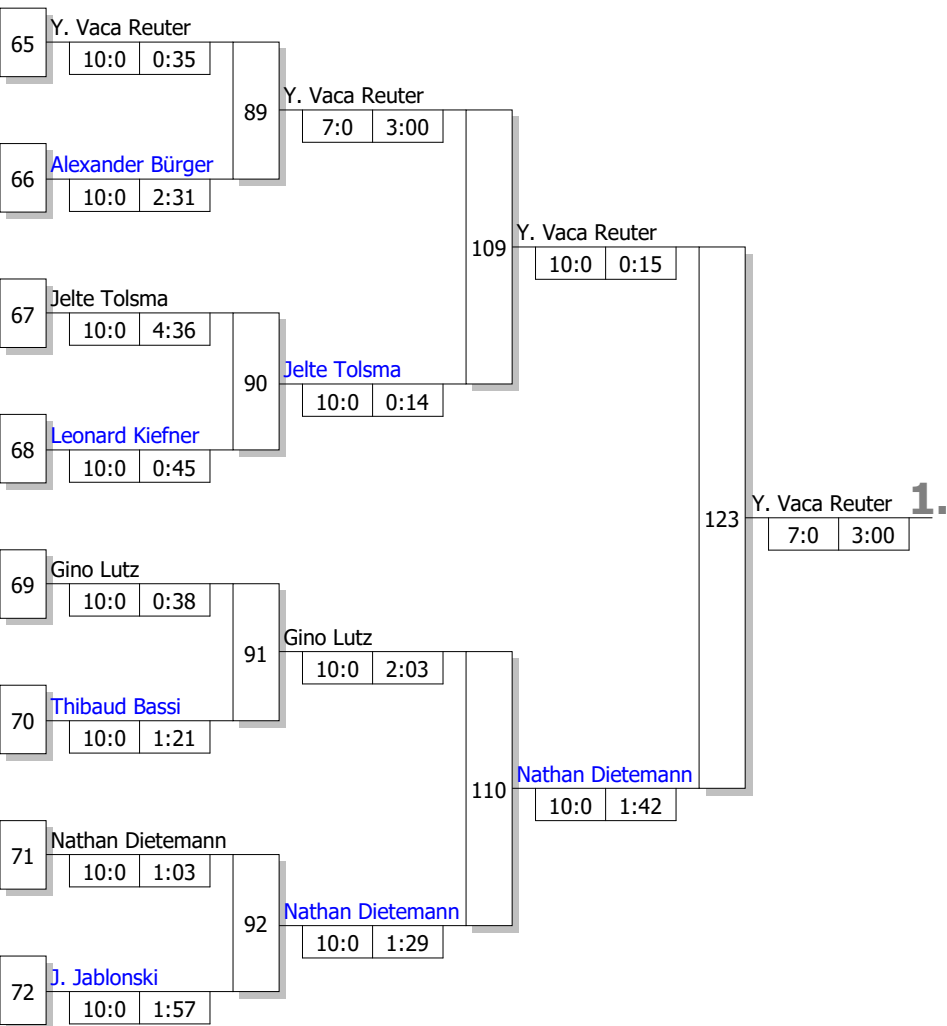 65
Y. Vaca Reuter
10:0 0:35
89
Y. Vaca Reuter
7:0 3:00
66
Alexander Bürger
10:0 2:31
109
Y. Vaca Reuter
10:0 0:15
67
Jelte Tolsma
10:0 4:36
90
Jelte Tolsma
10:0 0:14
68
Leonard Kiefner
10:0 0:45
123
Y. Vaca Reuter 1.
7:0 3:00
69
Gino Lutz
10:0 0:38
91
Gino Lutz
10:0 2:03
70
Thibaud Bassi
10:0 1:21
110
Nathan Dietemann
10:0 1:42
71
Nathan Dietemann
10:0 1:03
92
Nathan Dietemann
10:0 1:29
72
J. Jablonski
10:0 1:57